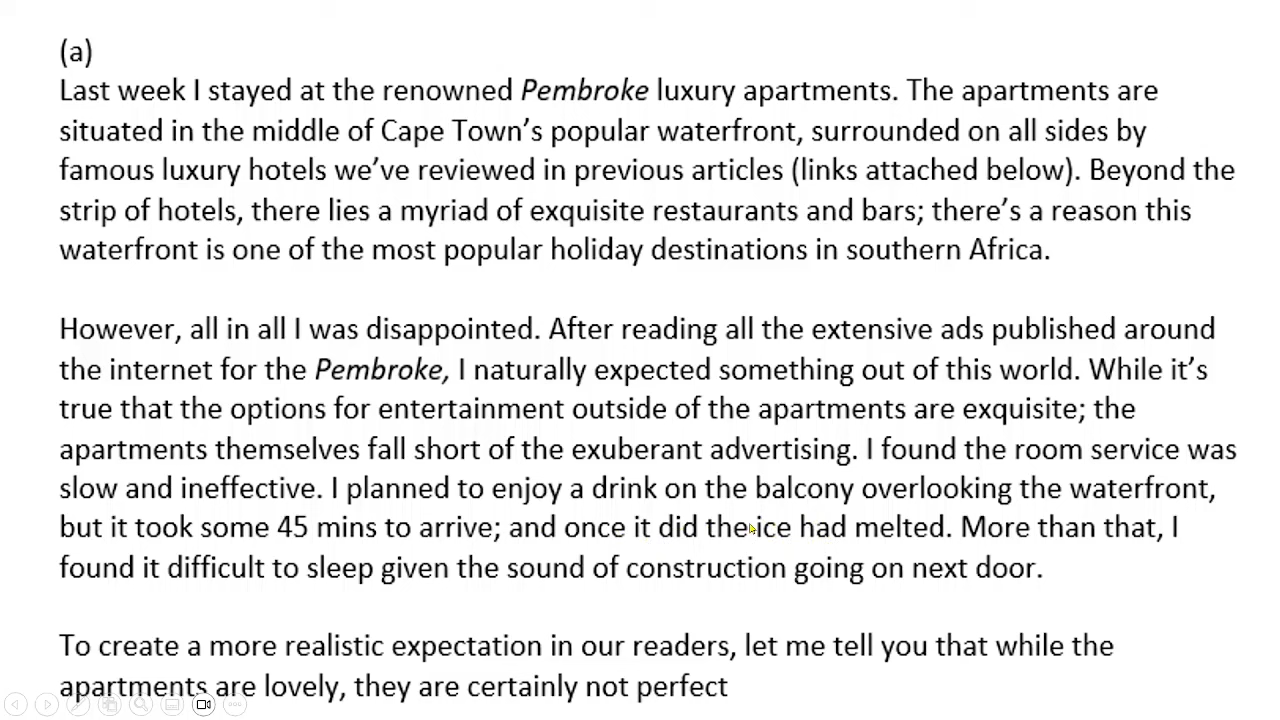 (a)
Last week I stayed at the renowned Pembroke luxury apartments. The apartments are
situated in the middle of Cape Town’s popular waterfront, surrounded on all sides by
famous luxury hotels we’ve reviewed in previous articles (links attached below). Beyond the
strip of hotels, there lies a myriad of exquisite restaurants and bars; there’s a reason this
waterfront is one of the most popular holiday destinations in southern Africa.
However, all in all I was disappointed. After reading all the extensive ads published around
the internet for the Pembroke, I naturally expected something out of this world. While it’s
true that the options for entertainment outside of the apartments are exquisite; the
apartments themselves fall short of the exuberant advertising. I found the room service was
slow and ineffective. I planned to enjoy a drink on the balcony overlooking the waterfront,
but it took some 45 mins to arrive; and once it did the ice had melted. More than that, I
found it difficult to sleep given the sound of construction going on next door.
To create a more realistic expectation in our readers, let me tell you that while the
apartments are lovely, they are certainly not perfect